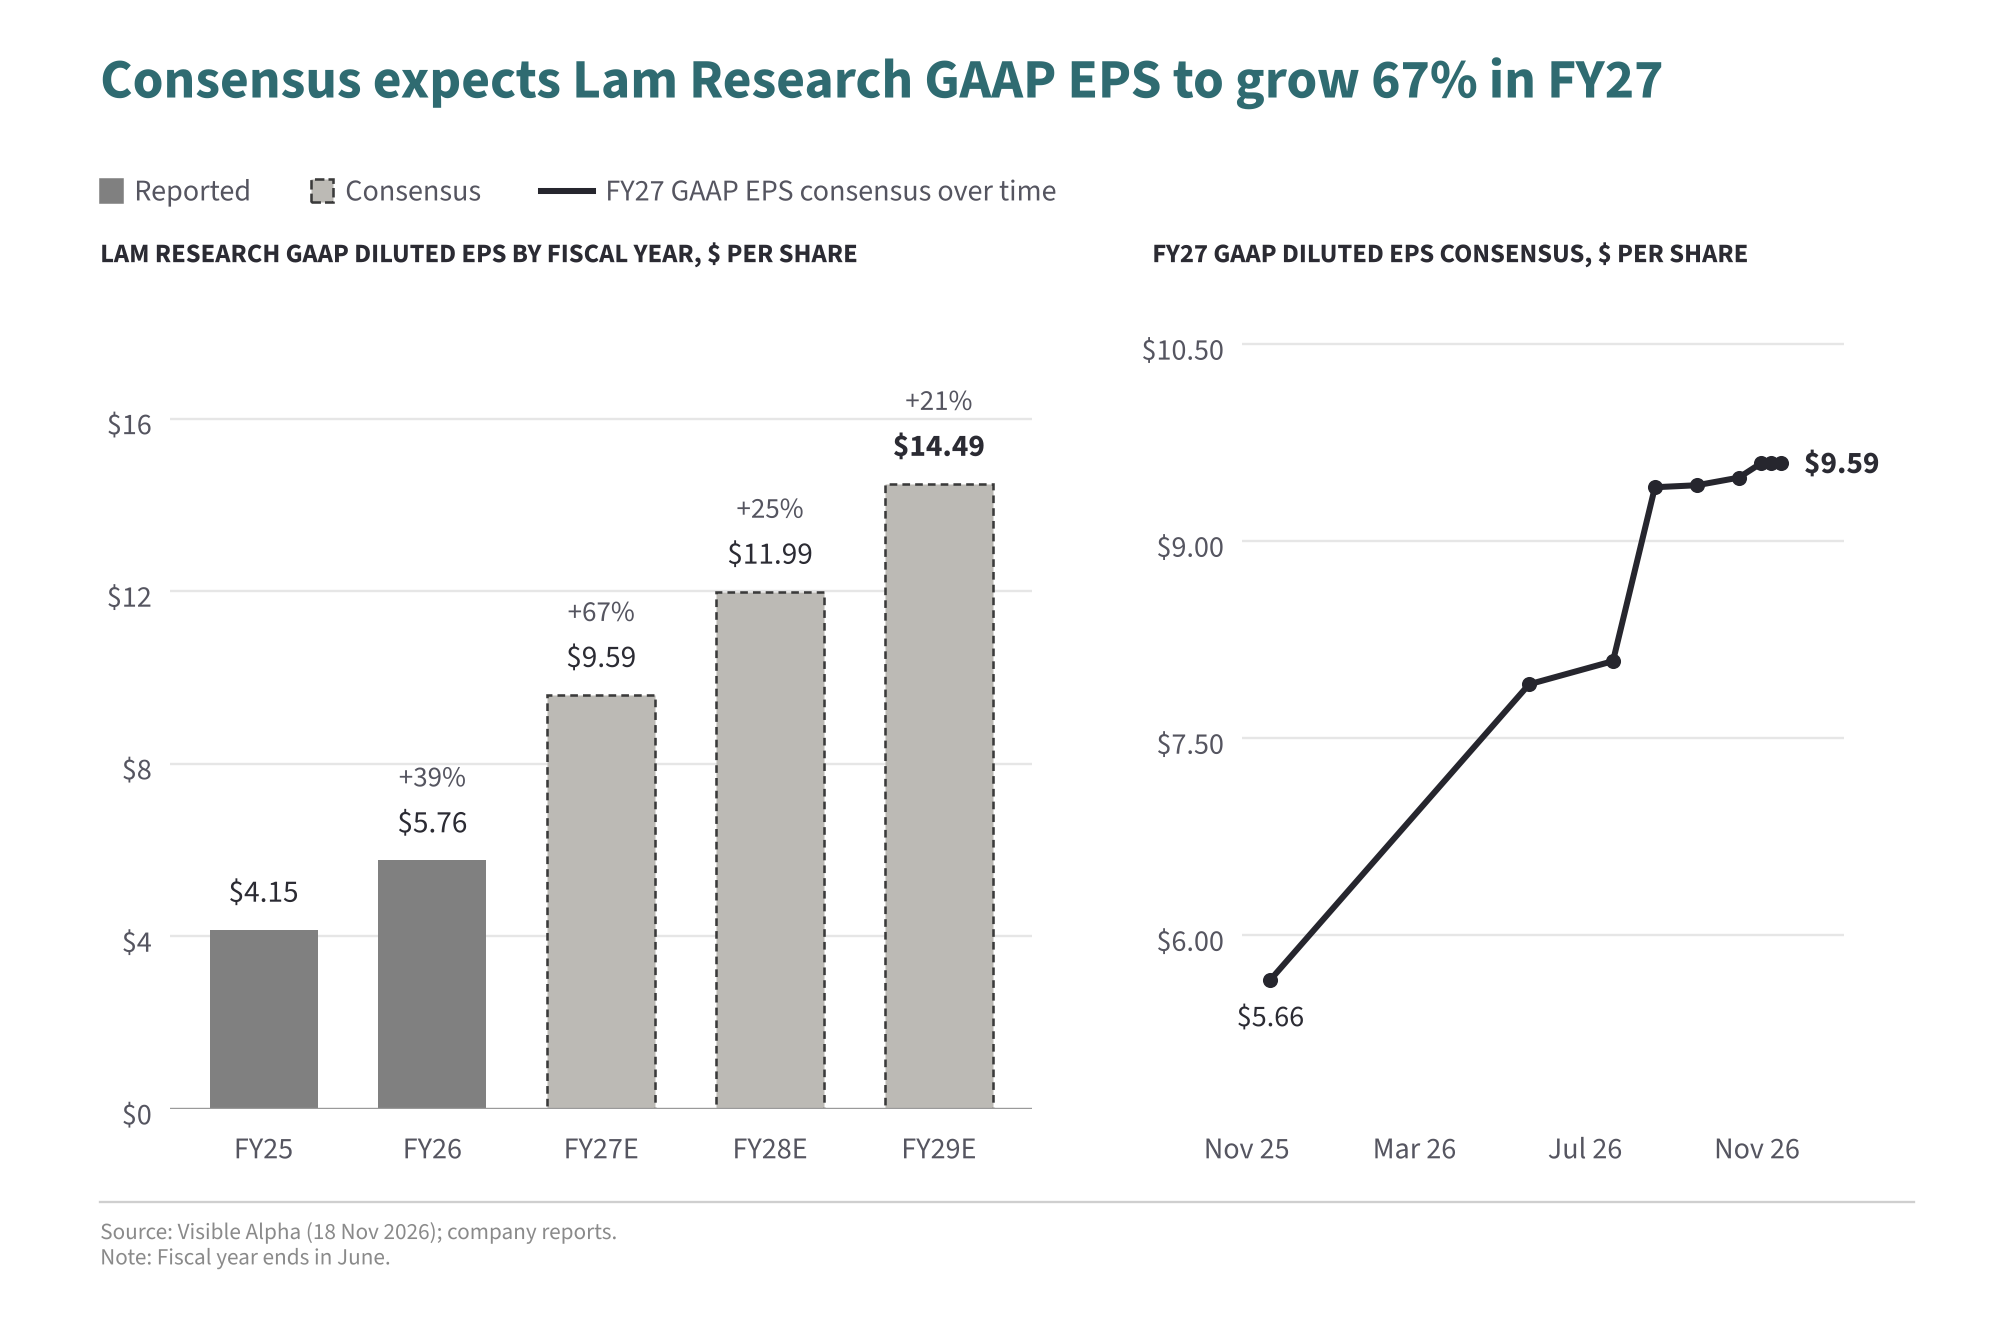 Consensus expects Lam Research GAAP EPS to grow 67% in FY27
Reported
Consensus
FY27 GAAP EPS consensus over time
LAM RESEARCH GAAP DILUTED EPS BY FISCAL YEAR, $ PER SHARE
$16
$12
$8
$4
$0
$4.15
+39%
$5.76
+67%
$9.59
+25%
$11.99
+21%
$14.49
FY25
FY26
FY27E
FY28E
FY29E
FY27 GAAP DILUTED EPS CONSENSUS, $ PER SHARE
$10.50
$9.00
$7.50
$6.00
$5.66
$9.59
Nov 25
Mar 26
Jul 26
Nov 26
Source: Visible Alpha (18 Nov 2026); company reports.
Note: Fiscal year ends in June.